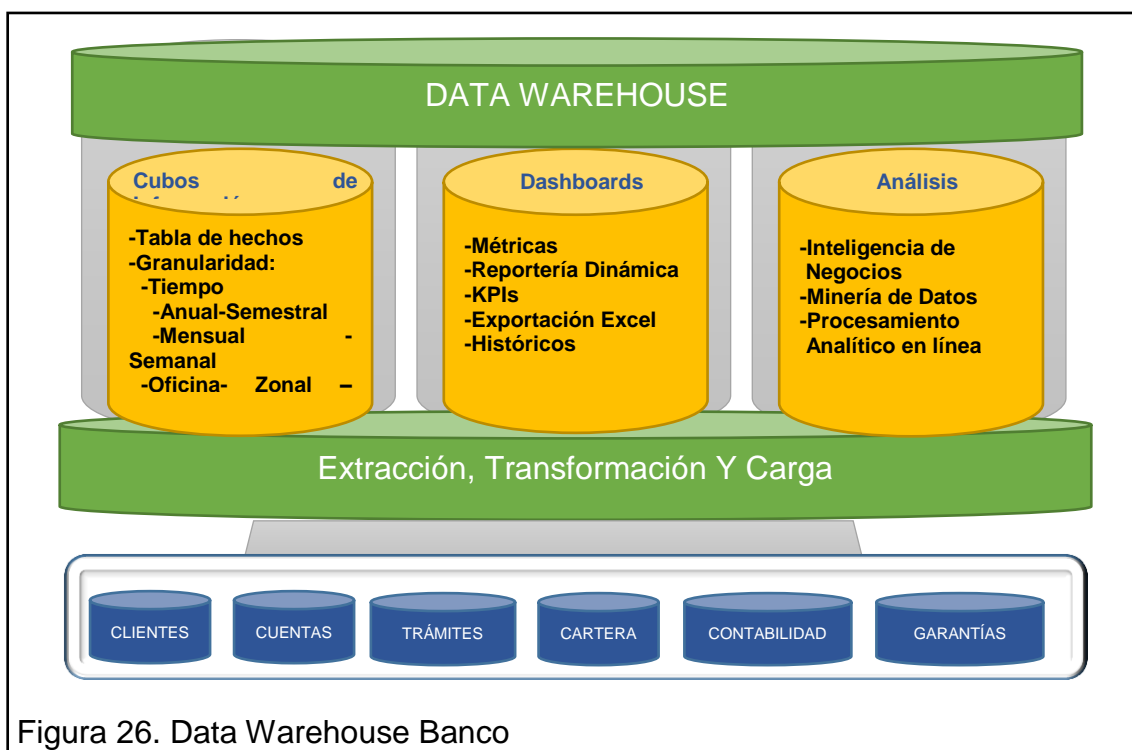 DATA WAREHOUSE
Cubos de
-Tabla de hechos
-Granularidad:
-Tiempo
-Anual-Semestral
-Mensual -
Semanal
-Oficina- Zonal –
Dashboards
-Métricas
-Reportería Dinámica
-KPIs
-Exportación Excel
-Históricos
Análisis
-Inteligencia de
Negocios
-Minería de Datos
-Procesamiento
Analítico en línea
Extracción, Transformación Y Carga
CLIENTES
CUENTAS
TRÁMITES
CARTERA
CONTABILIDAD
GARANTÍAS
Figura 26. Data Warehouse Banco